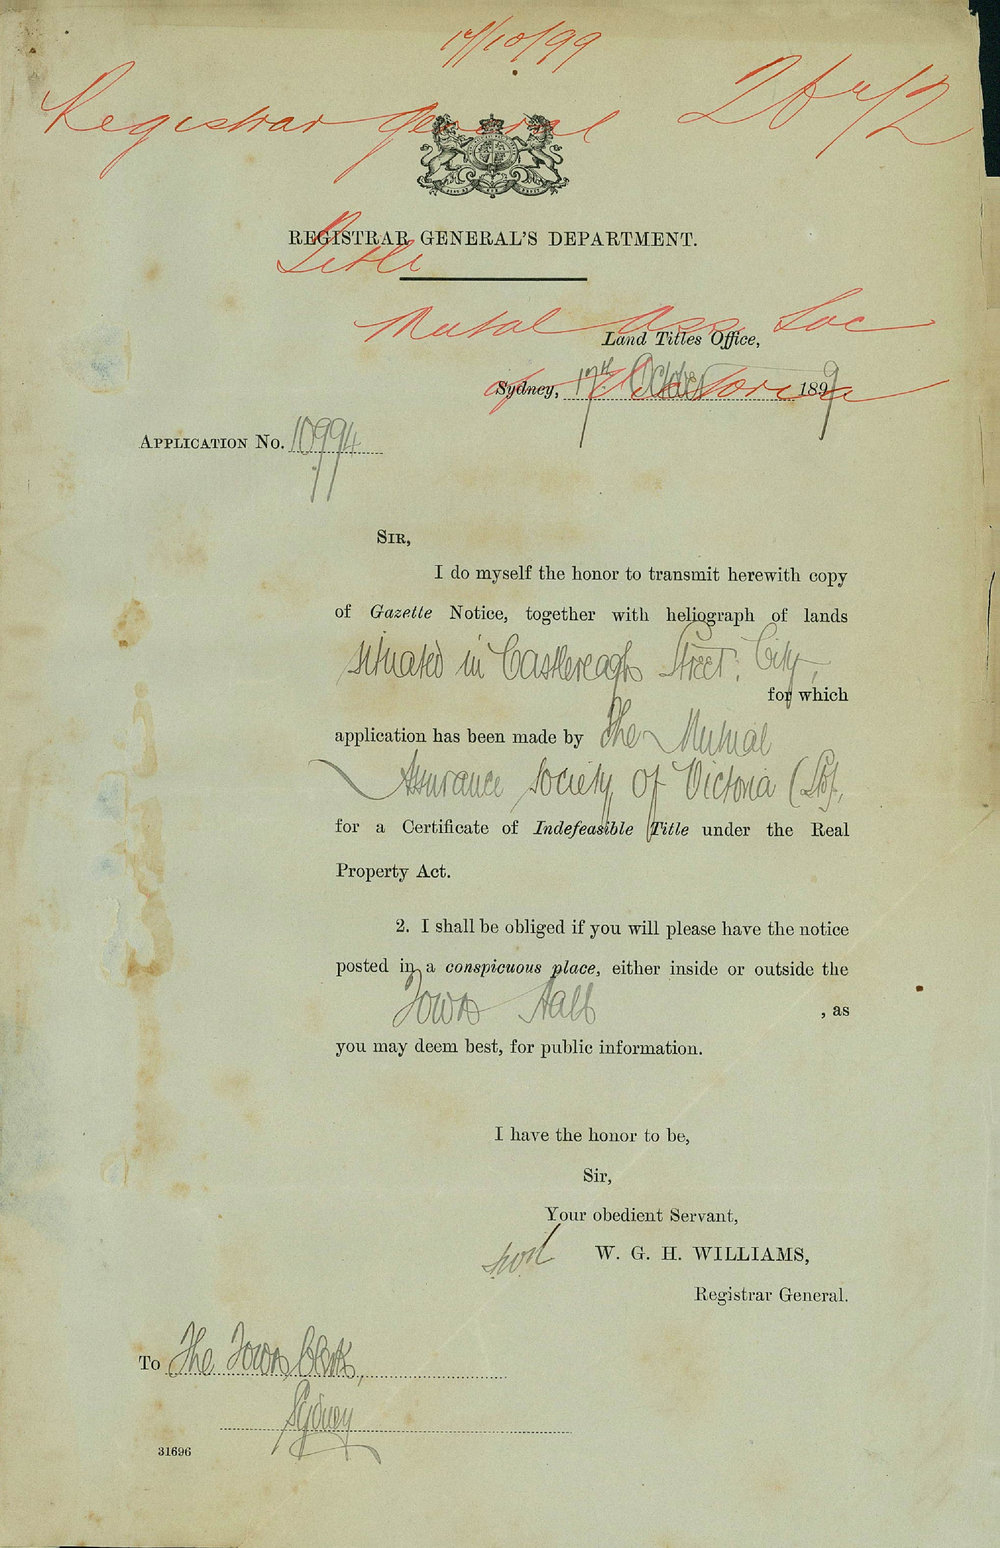 17/10/99
Registrar General
REGISTRAR GENERAL'S DEPARTMENT.
Title
Mutal Ass. Soc
Land Titles Office,
of Victoria
Sydney, 17th October 1899
APPLICATION NO. 10994
SIR,
I do myself the honor to transmit herewith copy
of Gazette Notice, together with heliograph of lands
situated in Castlereagh Street: City,
for which
application has been made by The Mutual
Assurance Society of Victoria
for a Certificate of Indefeasible Title under the Real
Property Act.
2. I shall be obliged if you will please have the notice
posted in a conspicuous place, either inside or outside the
Town Hall
, as
you may deem best, for public information.
I have the honor to be,
Sir,
Your obedient Servant,
W. G. H. WILLIAMS,
Registrar General.
To The Town Clerk,
Sydney
31696